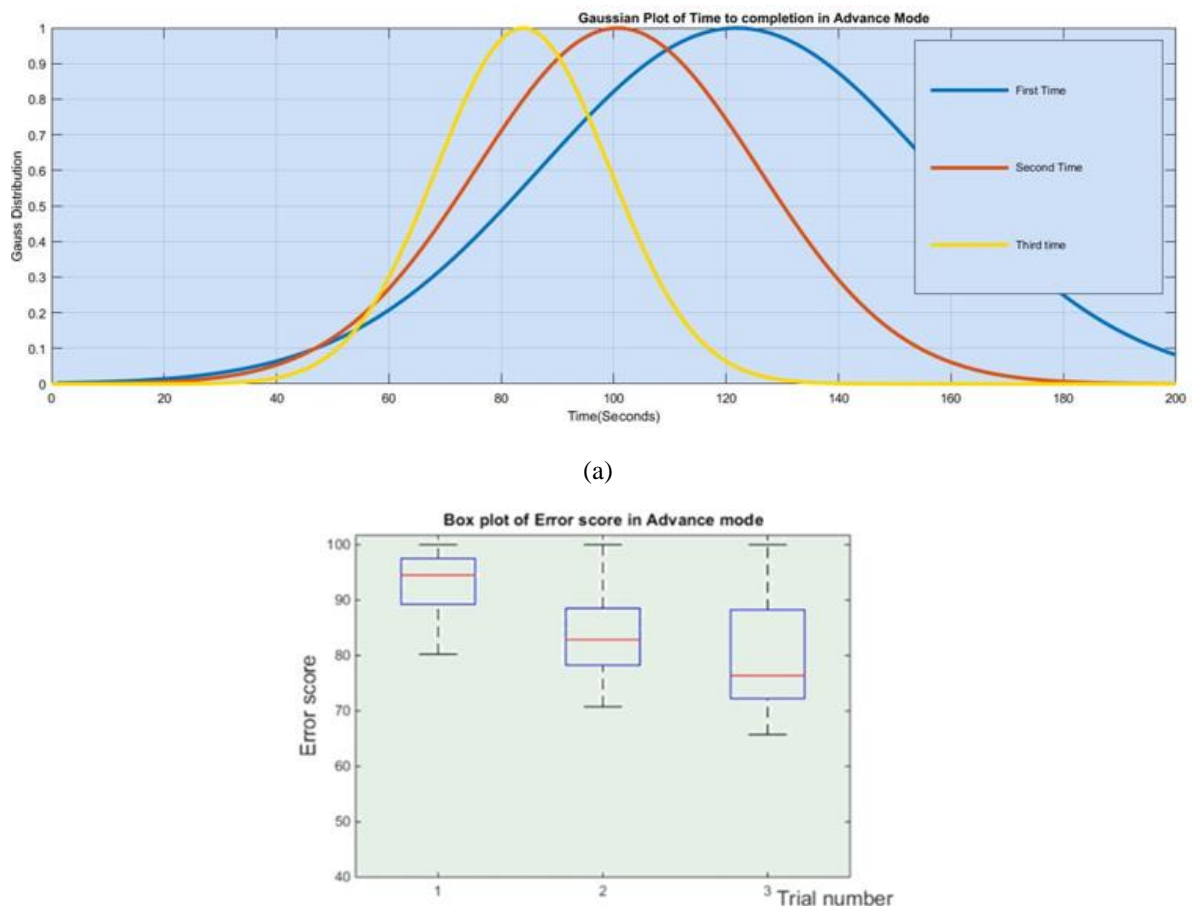 Gaussian Plot of Time to completion in Advance Mode
1
0.9
0.8
0.7
0.6
0.5
0.4
0.3
0.2
0.1
0
Gauss Distribution
First Time
Second Time
Third time
0 20 40 60 80 100 120 140 160 180 200
Time(Seconds)
(a)
Box plot of Error score in Advance mode
100
90
80
70
60
50
40
Error score
1 2 3 Trial number